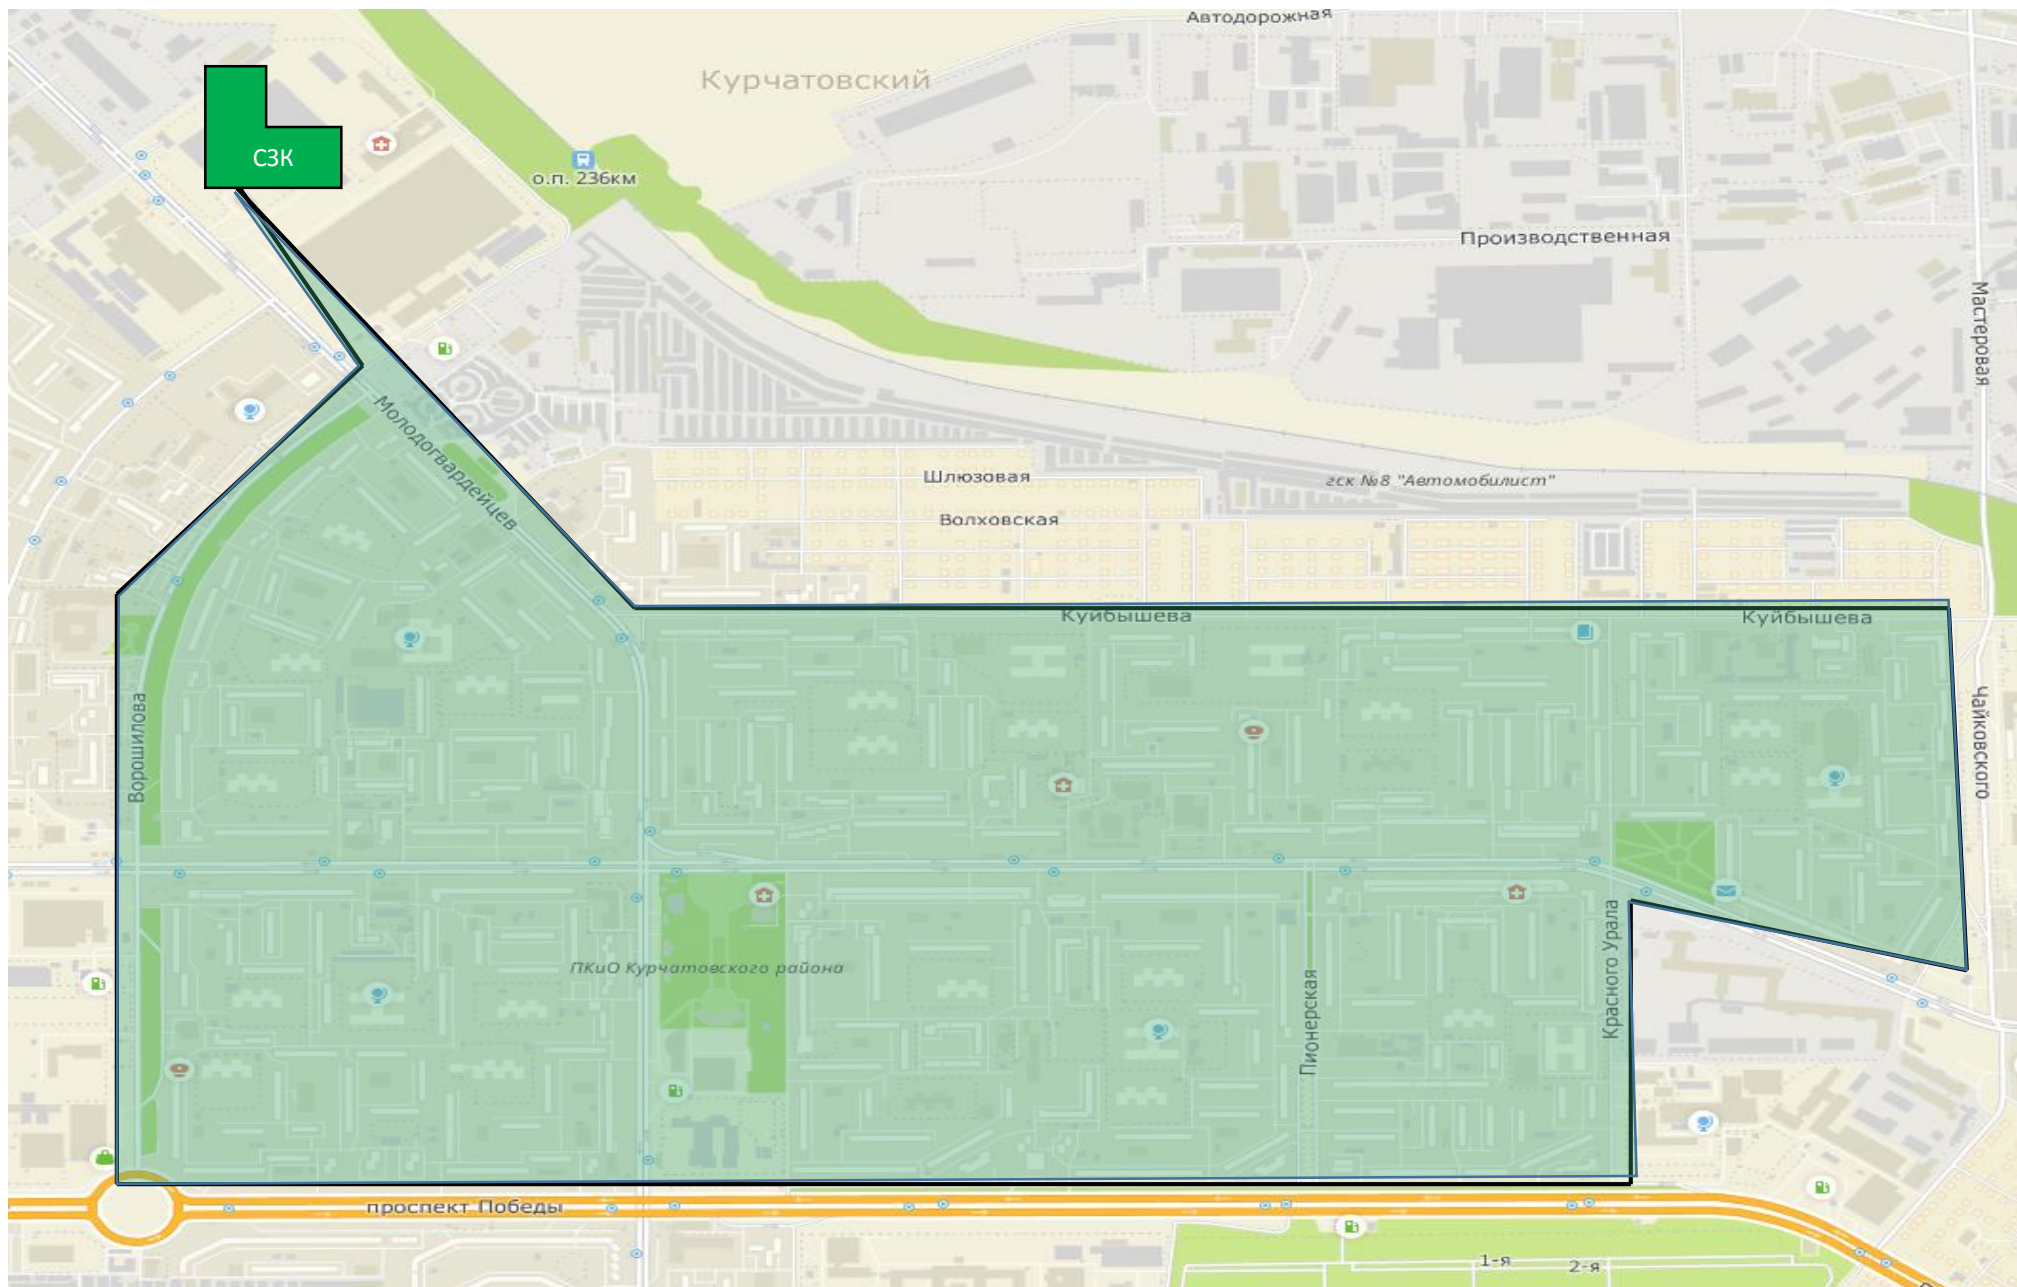 Автодорожная
Курчатовский
СЗК
о.п. 236км
Производственная
Мастеровая
Молодогвардейцев
Шлюзовая
гск №8 "Автомобилист"
Волховская
Куйбышева
Куйбышева
Ворошилова
Чайковского
ПКиО Курчатовского района
Пионерская
Красного Урала
проспект Победы
1-я
2-я